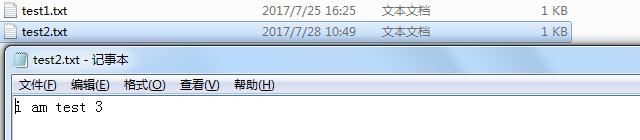 test1.txt 2017/7/25 16:25 文本文档 1 KB
test2.txt 2017/7/28 10:49 文本文档 1 KB
test2.txt - 记事本
文件(F) 编辑(E) 格式(O) 查看(V) 帮助(H)
i am test 3